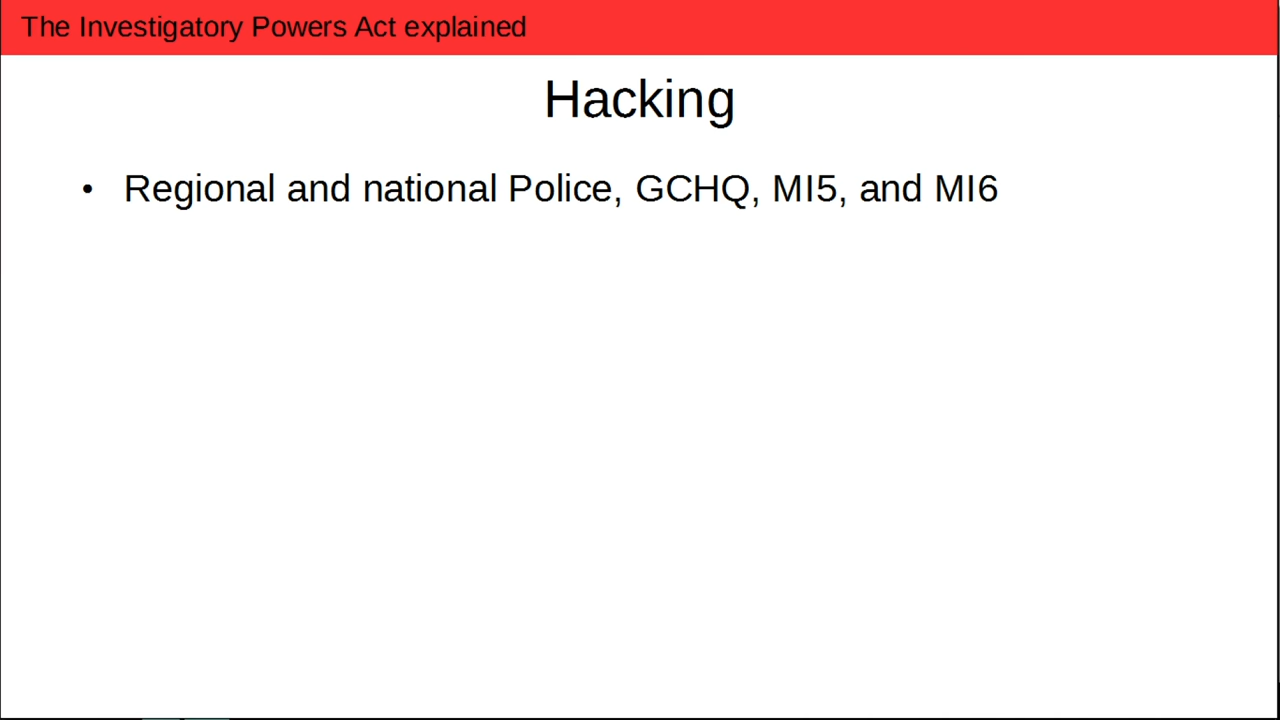 The Investigatory Powers Act explained
Hacking
• Regional and national Police, GCHQ, MI5, and MI6